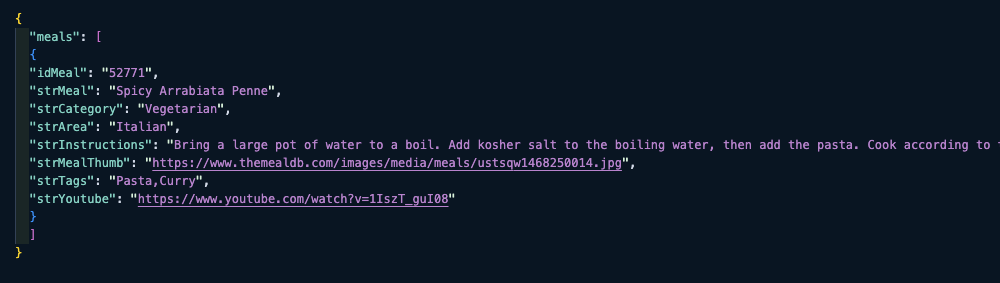 {
"meals": [
{
"idMeal": "52771",
"strMeal": "Spicy Arrabiata Penne",
"strCategory": "Vegetarian",
"strArea": "Italian",
"strInstructions": "Bring a large pot of water to a boil. Add kosher salt to the boiling water, then add the pasta. Cook according to
"strMealThumb": "https://www.themealdb.com/images/media/meals/ustsqw1468250014.jpg",
"strTags": "Pasta,Curry",
"strYoutube": "https://www.youtube.com/watch?v=1IszT_guI08"
}
]
}